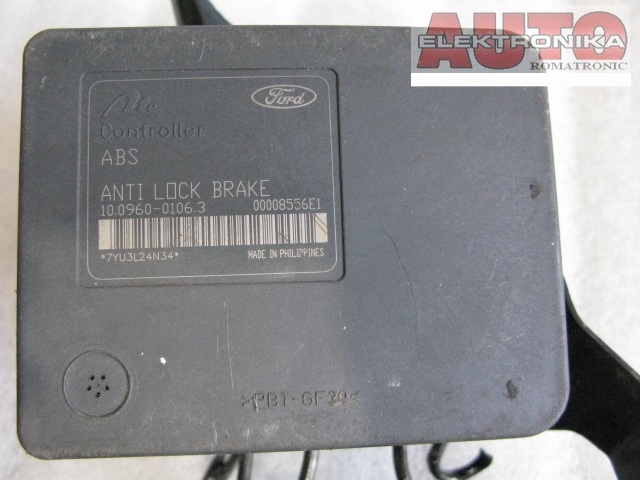 AUTO
ELEKTRONIKA
ROMATRONIC
Ate
Ford
Controller
ABS
ANTI LOCK BRAKE
10.0960-0106.3 00008556E1
*7YU3L24N34* MADE IN PHILIPPINES
>PBT-GF30<